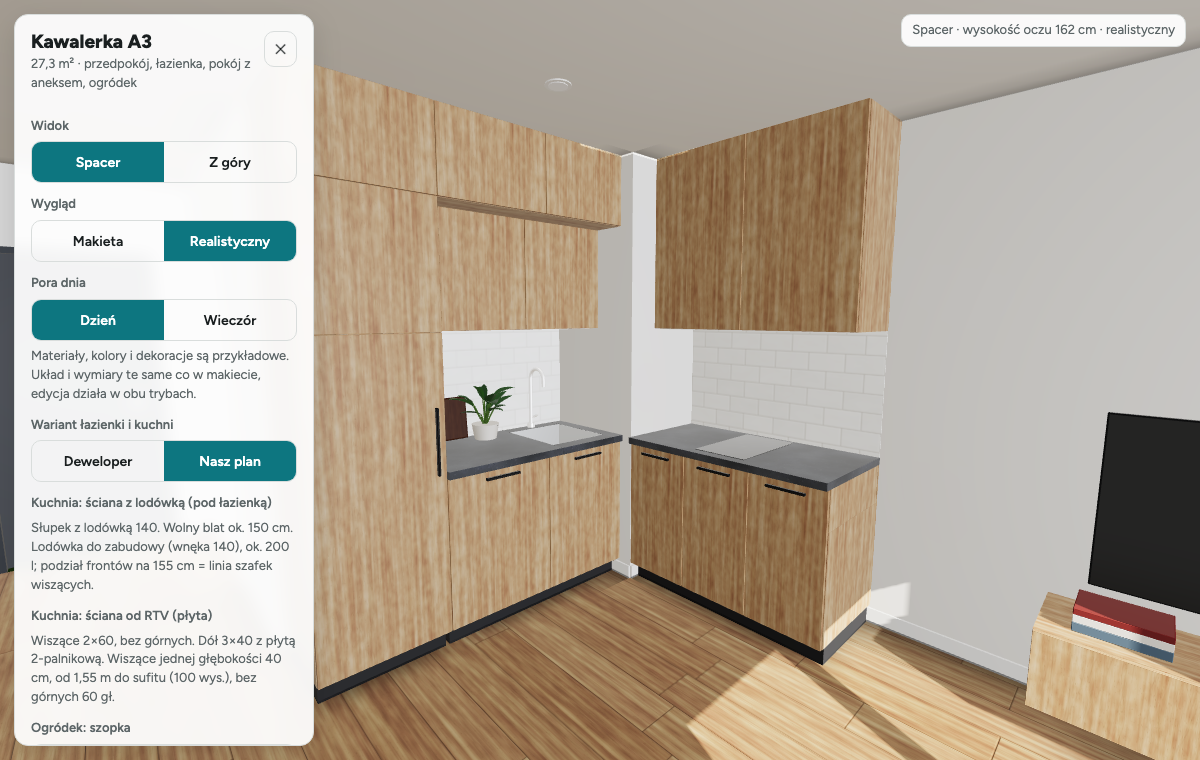 Kawalerka A3
27,3 m² · przedpokój, łazienka, pokój z
aneksem, ogródek
Widok
Spacer
Z góry
Wygląd
Makieta
Realistyczny
Pora dnia
Dzień
Wieczór
Materiały, kolory i dekoracje są przykładowe.
Układ i wymiary te same co w makiecie,
edycja działa w obu trybach.
Wariant łazienki i kuchni
Deweloper
Nasz plan
Kuchnia: ściana z lodówką (pod łazienką)
Słupek z lodówką 140. Wolny blat ok. 150 cm.
Lodówka do zabudowy (wnęka 140), ok. 200
l; podział frontów na 155 cm = linia szafek
wiszących.
Kuchnia: ściana od RTV (płyta)
Wiszące 2×60, bez górnych. Dół 3×40 z płytą
2-palnikową. Wiszące jednej głębokości 40
cm, od 1,55 m do sufitu (100 wys.), bez
górnych 60 gł.
Ogródek: szopka
Spacer · wysokość oczu 162 cm · realistyczny